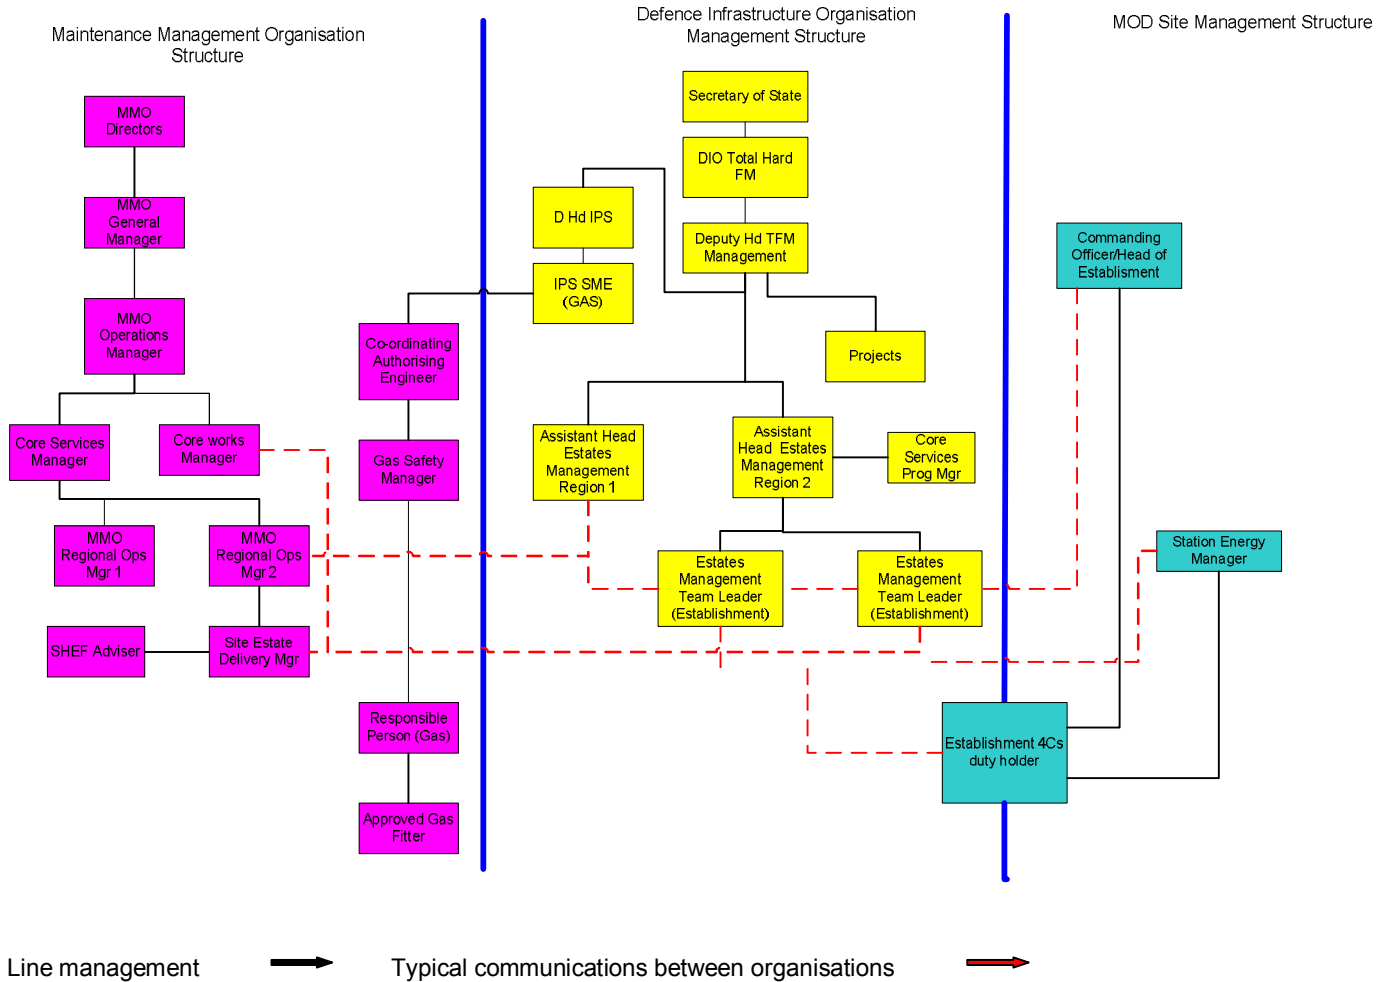 Maintenance Management Organisation
Structure
Defence Infrastructure Organisation
Management Structure
MOD Site Management Structure
MMO
Directors
MMO
General
Manager
MMO
Operations
Manager
Core Services
Manager
Core works
Manager
MMO
Regional Ops
Mgr 1
MMO
Regional Ops
Mgr 2
SHEF Adviser
Site Estate
Delivery Mgr
Co-ordinating
Authorising
Engineer
Gas Safety
Manager
Responsible
Person (Gas)
Approved Gas
Fitter
Secretary of State
DIO Total Hard
FM
D Hd IPS
Deputy Hd TFM
Management
IPS SME
(GAS)
Projects
Assistant Head
Estates
Management
Region 1
Assistant
Head Estates
Management
Region 2
Core
Services
Prog Mgr
Estates
Management
Team Leader
(Establishment)
Estates
Management
Team Leader
(Establishment)
Commanding
Officer/Head of
Establisment
Station Energy
Manager
Establishment 4Cs
duty holder
Line management
Typical communications between organisations